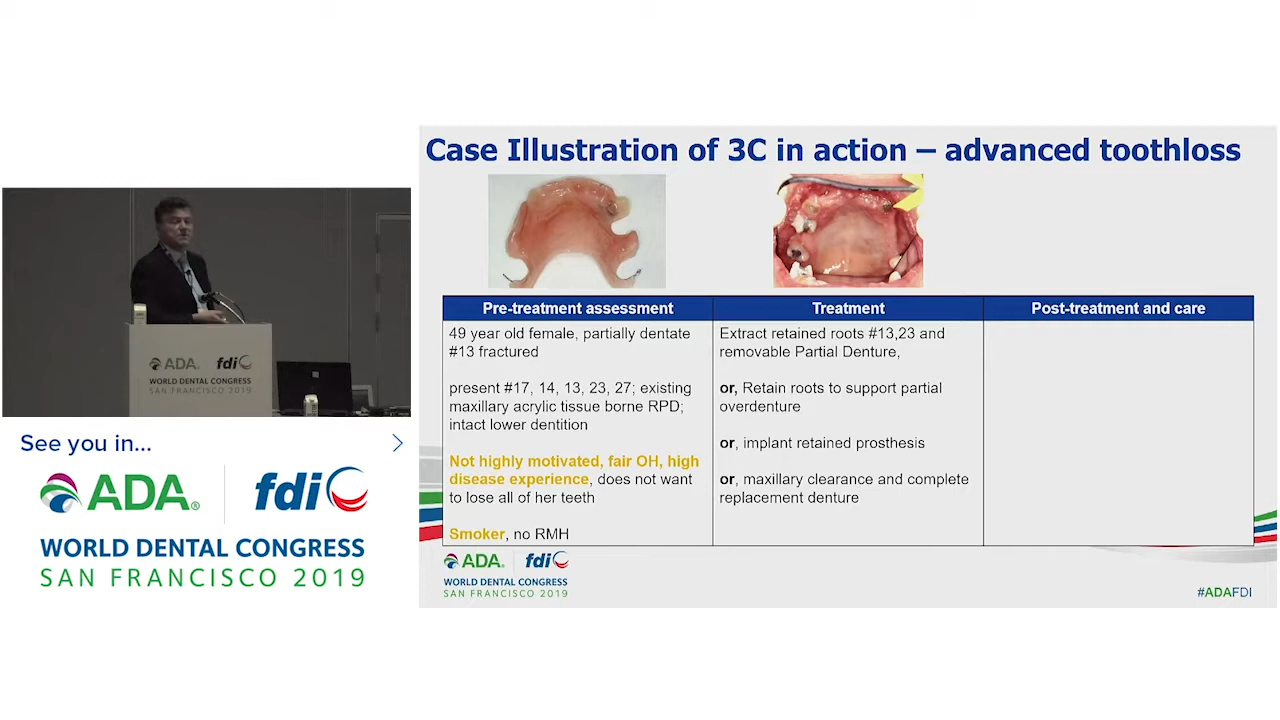 Case Illustration of 3C in action – advanced toothloss
Pre-treatment assessment
49 year old female, partially dentate
#13 fractured
present #17, 14, 13, 23, 27; existing
maxillary acrylic tissue borne RPD;
intact lower dentition
Not highly motivated, fair OH, high
disease experience, does not want
to lose all of her teeth
Smoker, no RMH
Treatment
Extract retained roots #13,23 and
removable Partial Denture,
or, Retain roots to support partial
overdenture
or, implant retained prosthesis
or, maxillary clearance and complete
replacement denture
Post-treatment and care
ADA. fdi
WORLD DENTAL CONGRESS
SAN FRANCISCO 2019
#ADAFDI
ADA. fdi
WORLD DENTAL CONGRESS
SAN FRANCISCO 2019
See you in...
ADA® fdi
WORLD DENTAL CONGRESS
SAN FRANCISCO 2019